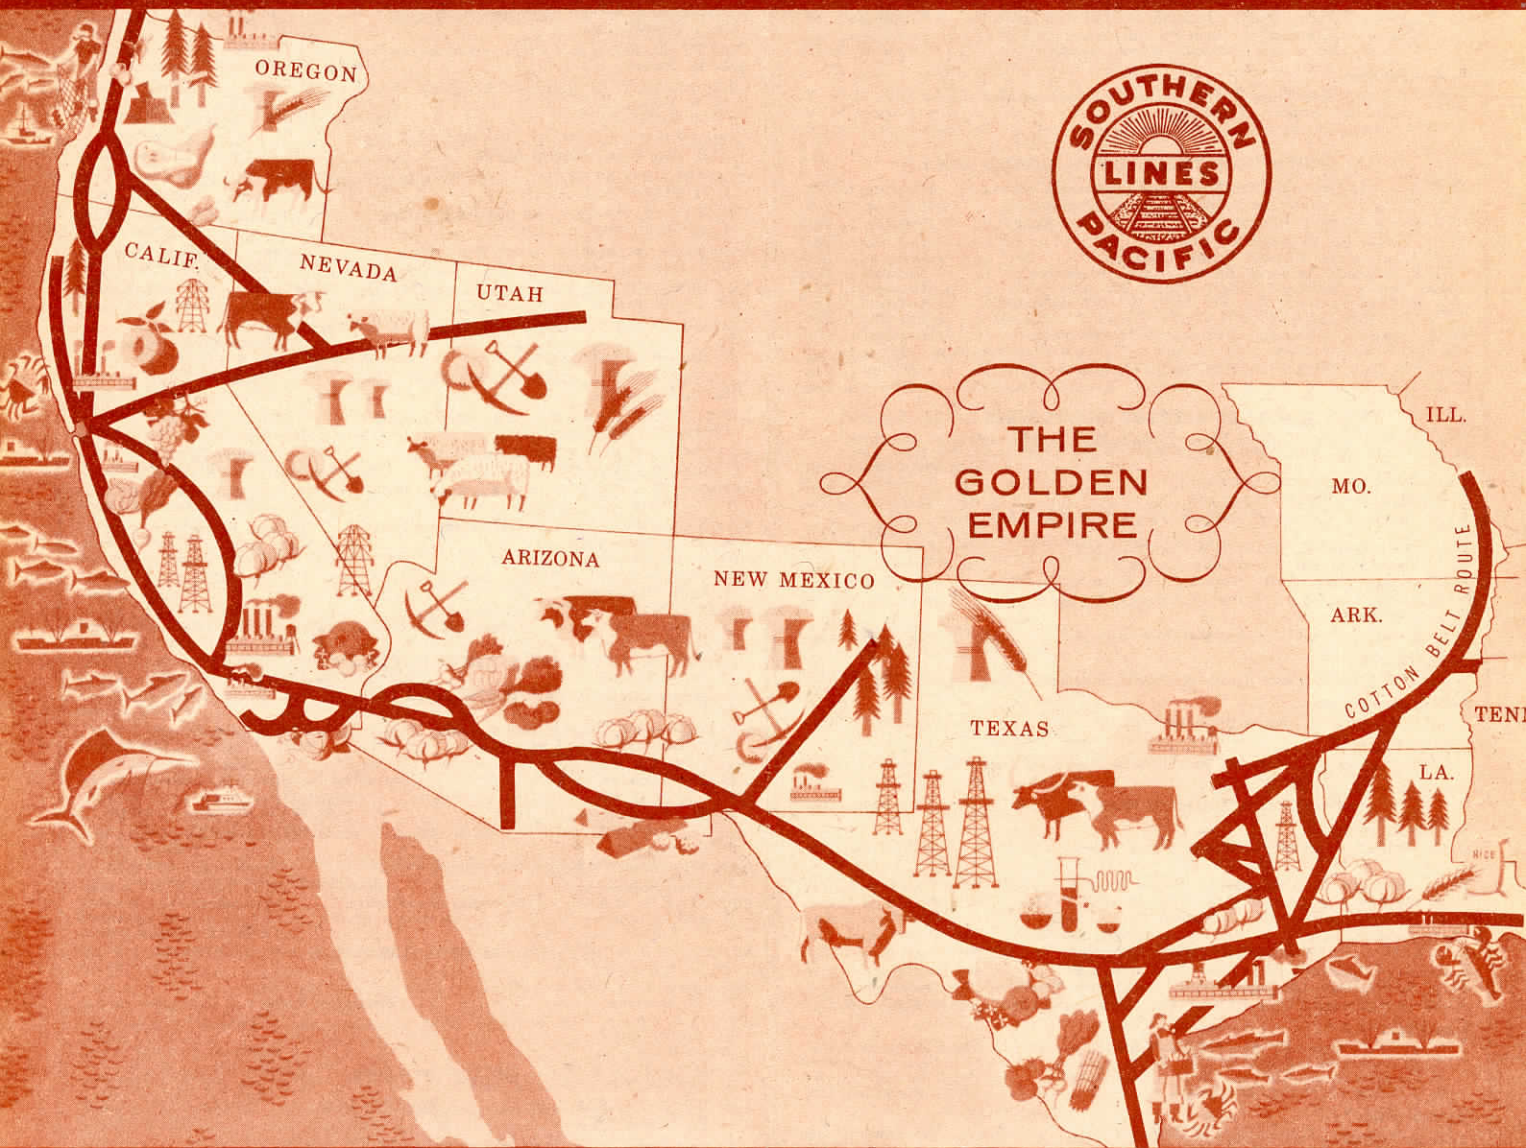 OREGON
SOUTHERN
LINES
PACIFIC
CALIF.
NEVADA
UTAH
THE
GOLDEN
EMPIRE
ILL.
MO.
ARIZONA
NEW MEXICO
ARK.
COTTON BELT ROUTE
TEXAS
TEN
LA.
RICE